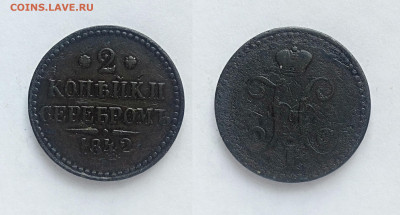 COINS.LAVE.RU
* 2 *
КОПѢЙКИ
СЕРЕБРОМЪ
1842